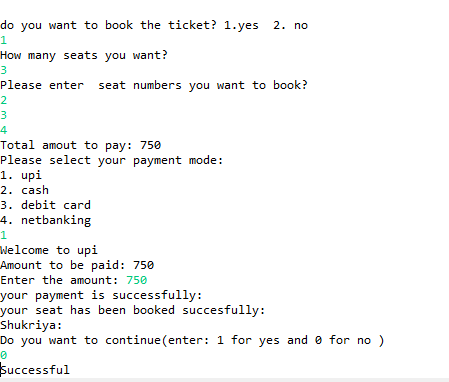 do you want to book the ticket? 1.yes  2. no
1
How many seats you want?
3
Please enter  seat numbers you want to book?
2
3
4
Total amout to pay: 750
Please select your payment mode:
1. upi
2. cash
3. debit card
4. netbanking
1
Welcome to upi
Amount to be paid: 750
Enter the amount: 750
your payment is successfully:
your seat has been booked succesfully:
Shukriya:
Do you want to continue(enter: 1 for yes and 0 for no )
0
Successful